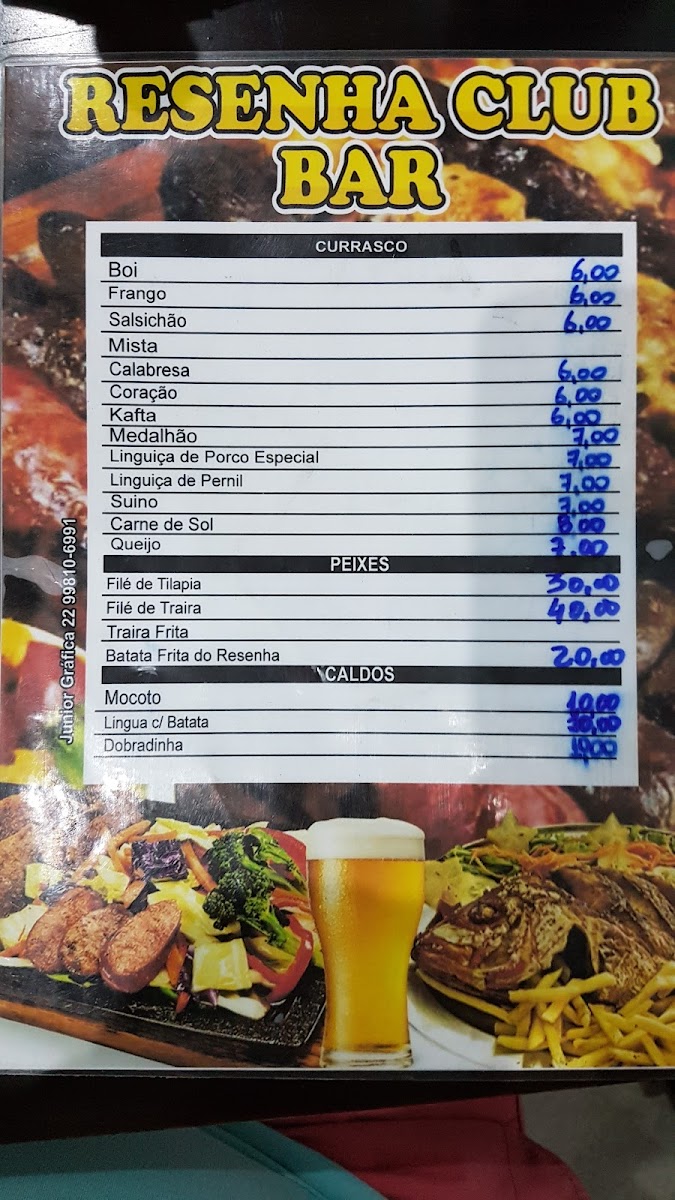 RESENHA CLUB
BAR
CURRASCO
Boi 6,00
Frango 6,00
Salsichão 6,00
Mista
Calabresa 6,00
Coração 6,00
Kafta 6,00
Medalhão 7,00
Linguiça de Porco Especial 7,00
Linguiça de Pernil 7,00
Suino 7,00
Carne de Sol 8,00
Queijo 7,00
PEIXES
Filé de Tilapia 30,00
Filé de Traira 40,00
Traira Frita
Batata Frita do Resenha 20,00
CALDOS
Mocoto 10,00
Lingua c/ Batata 10,00
Dobradinha
Junior Gráfica 22 99810-6991